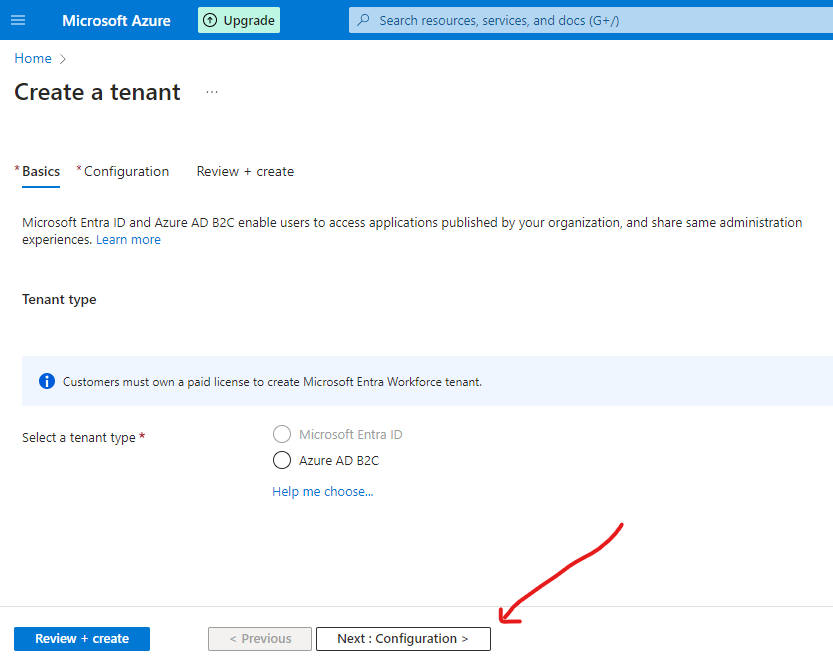 Microsoft Azure Upgrade Search resources, services, and docs (G+/)
Home >
Create a tenant ...
* Basics * Configuration Review + create
Microsoft Entra ID and Azure AD B2C enable users to access applications published by your organization, and share same administration
experiences. Learn more
Tenant type
Customers must own a paid license to create Microsoft Entra Workforce tenant.
Select a tenant type *
Microsoft Entra ID
Azure AD B2C
Help me choose...
Review + create < Previous Next : Configuration >